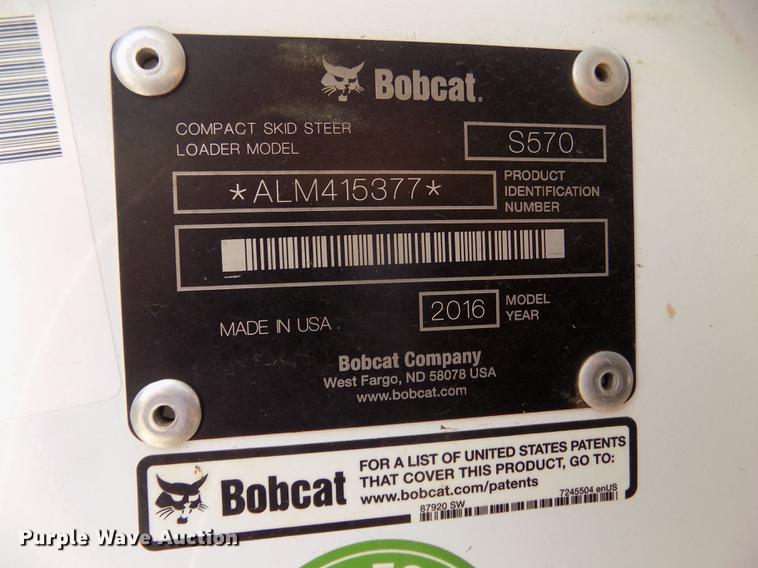 Bobcat.
COMPACT SKID STEER
LOADER MODEL
S570
*ALM415377*
PRODUCT
IDENTIFICATION
NUMBER
MADE IN USA
2016
MODEL
YEAR
Bobcat Company
West Fargo, ND 58078 USA
www.bobcat.com
Bobcat
FOR A LIST OF UNITED STATES PATENTS
THAT COVER THIS PRODUCT, GO TO:
www.bobcat.com/patents
87920 SW
7245504 enUS
Purple Wave Auction